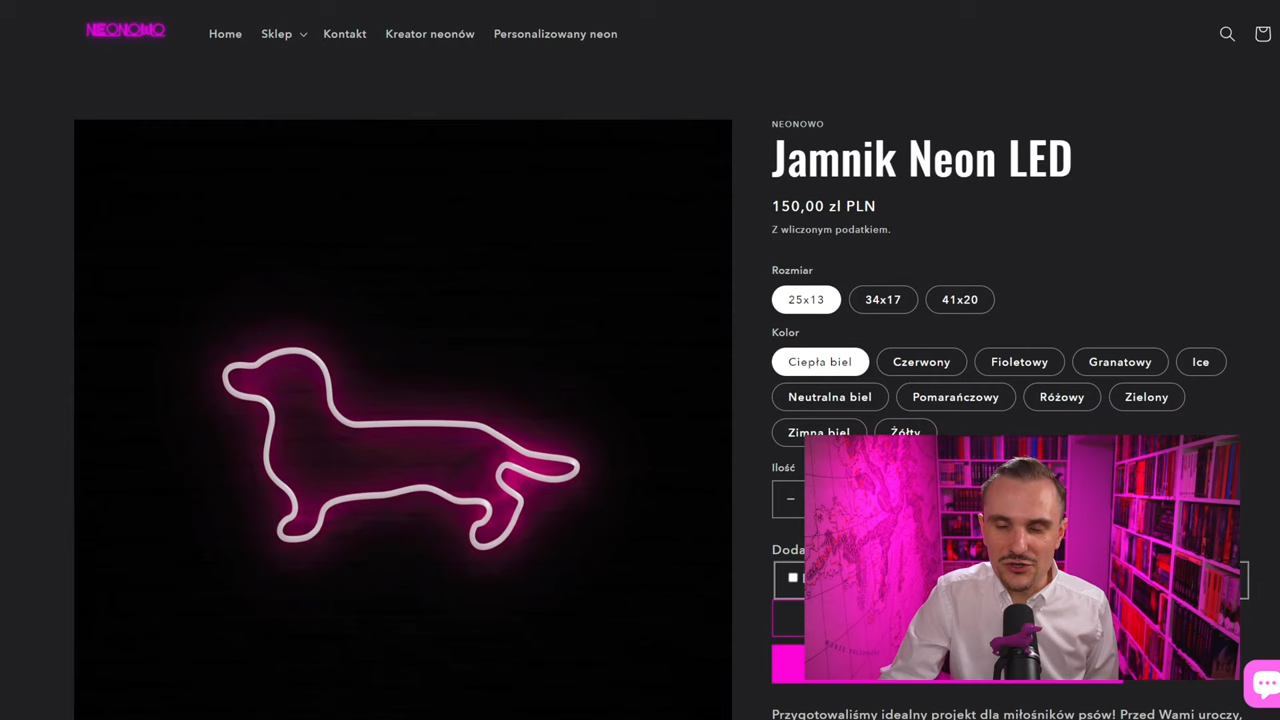 NEONOWO
Home
Sklep
Kontakt
Kreator neonów
Personalizowany neon
NEONOWO
Jamnik Neon LED
150,00 zl PLN
Z wliczonym podatkiem.
Rozmiar
25x13
34x17
41x20
Kolor
Ciepła biel
Czerwony
Fioletowy
Granatowy
Ice
Neutralna biel
Pomarańczowy
Różowy
Zielony
Zimna biel
Żółty
Ilość
Doda
Przygotowaliśmy idealny projekt dla miłośników psów! Przed Wami uroczy,